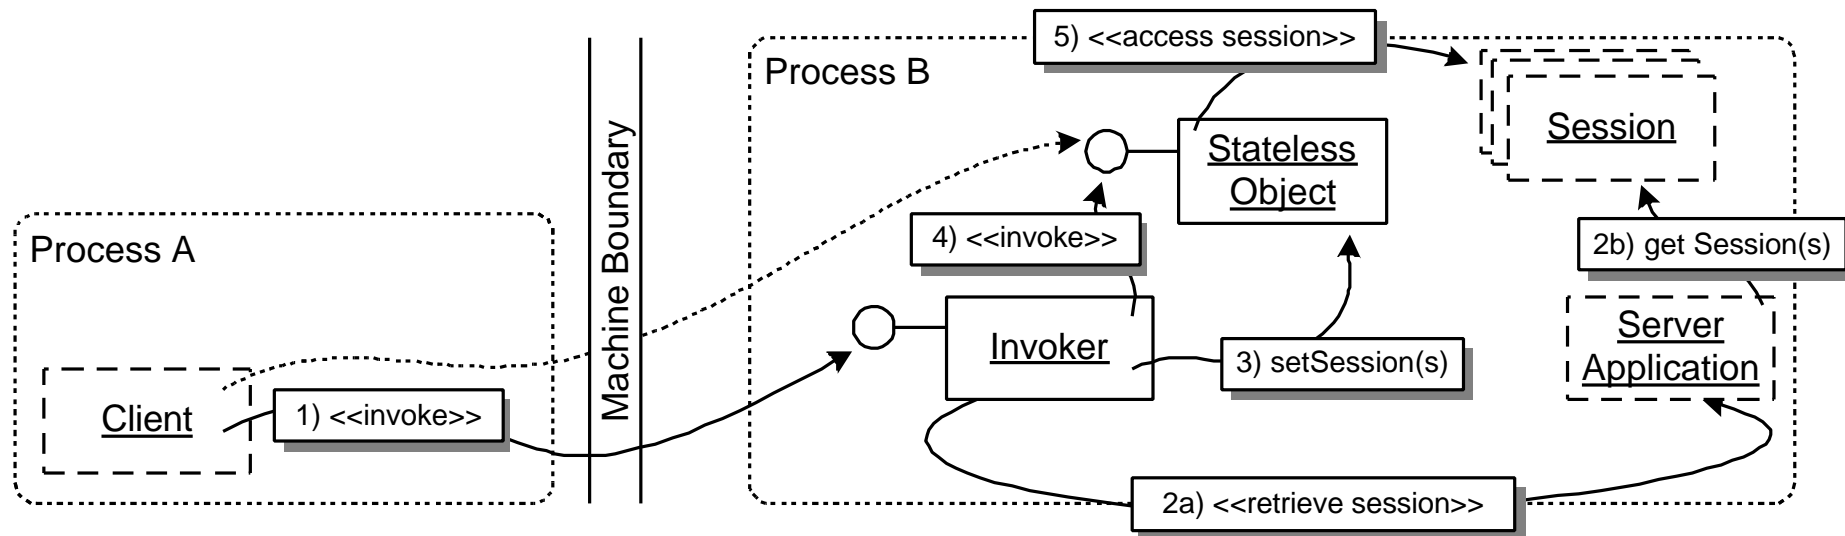 5) <<access session>>
Process B
Session
Stateless
Object
Machine Boundary
Process A
4) <<invoke>>
2b) get Session(s)
Invoker
Server
Application
3) setSession(s)
Client
1) <<invoke>>
2a) <<retrieve session>>